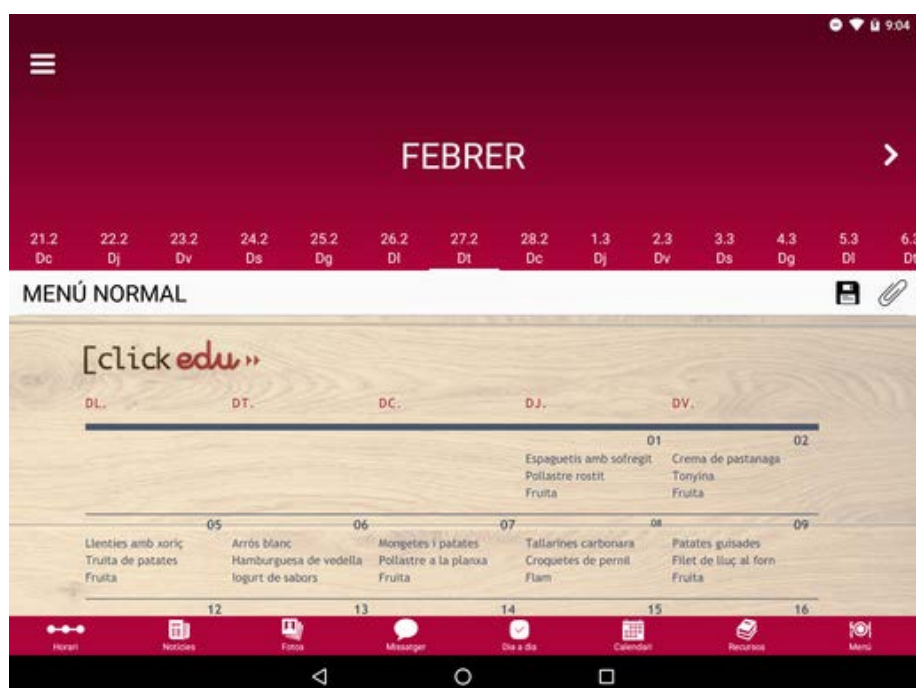 9:04
FEBRER
21.2 22.2 23.2 24.2 25.2 26.2 27.2 28.2 1.3 2.3 3.3 4.3 5.3 6.3
Dc Dj Dv Ds Dg Dl Dt Dc Dj Dv Ds Dg Dl Dt
MENÚ NORMAL
[clickedu»
DL. DT. DC. DJ. DV.
01 02
Espaguetis amb sofregit Crema de pastanaga
Pollastre rostit Tonyina
Fruita Fruita
05 06 07 08 09
Llenties amb xoriç Arròs blanc Mongetes i patates Tallarines carbonara Patates guisades
Truita de patates Hamburguesa de vedella Pollastre a la planxa Croquetes de pernil Filet de lluç al forn
Fruita Iogurt de sabors Fruita Flam Fruita
12 13 14 15 16
Horari Notícies Fotos Missatger Dia a dia Calendari Recursos Menú